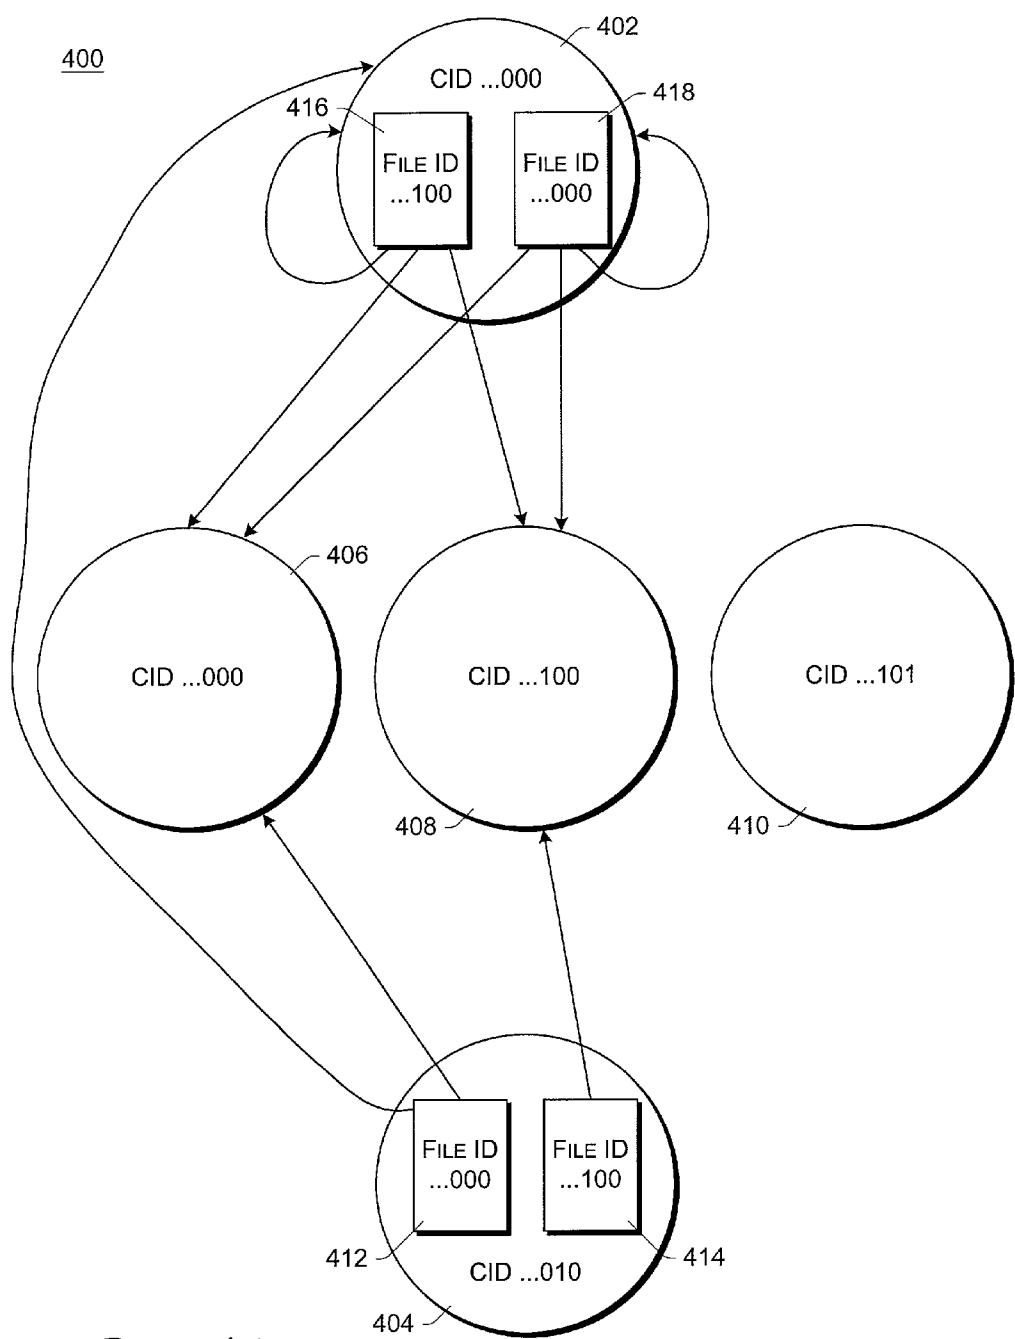 400
402
CID ...000
416
418
FILE ID
...100
FILE ID
...000
406
CID ...000
CID ...100
CID ...101
408
410
FILE ID
...000
FILE ID
...100
412
414
CID ...010
404